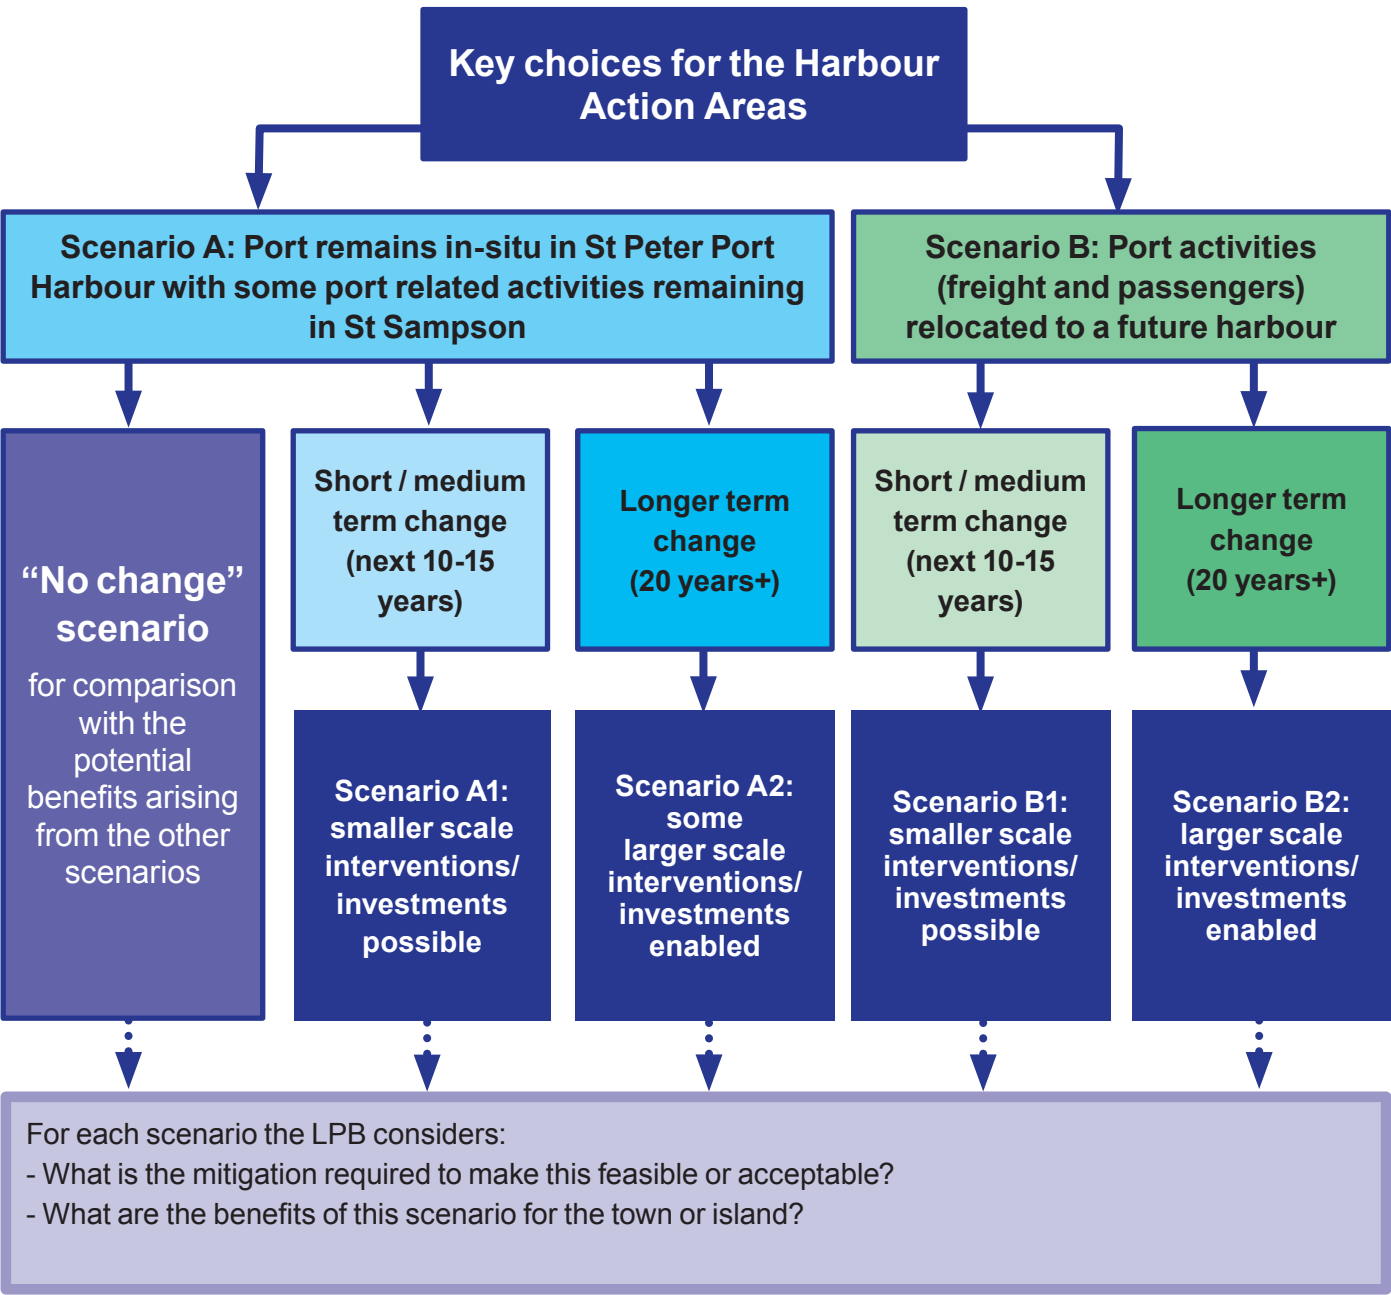 Key choices for the Harbour
Action Areas
Scenario A: Port remains in-situ in St Peter Port
Harbour with some port related activities remaining
in St Sampson
Scenario B: Port activities
(freight and passengers)
relocated to a future harbour
“No change”
scenario
for comparison
with the
potential
benefits arising
from the other
scenarios
Short / medium
term change
(next 10-15
years)
Longer term
change
(20 years+)
Short / medium
term change
(next 10-15
years)
Longer term
change
(20 years+)
Scenario A1:
smaller scale
interventions/
investments
possible
Scenario A2:
some
larger scale
interventions/
investments
enabled
Scenario B1:
smaller scale
interventions/
investments
possible
Scenario B2:
larger scale
interventions/
investments
enabled
For each scenario the LPB considers:
- What is the mitigation required to make this feasible or acceptable?
- What are the benefits of this scenario for the town or island?